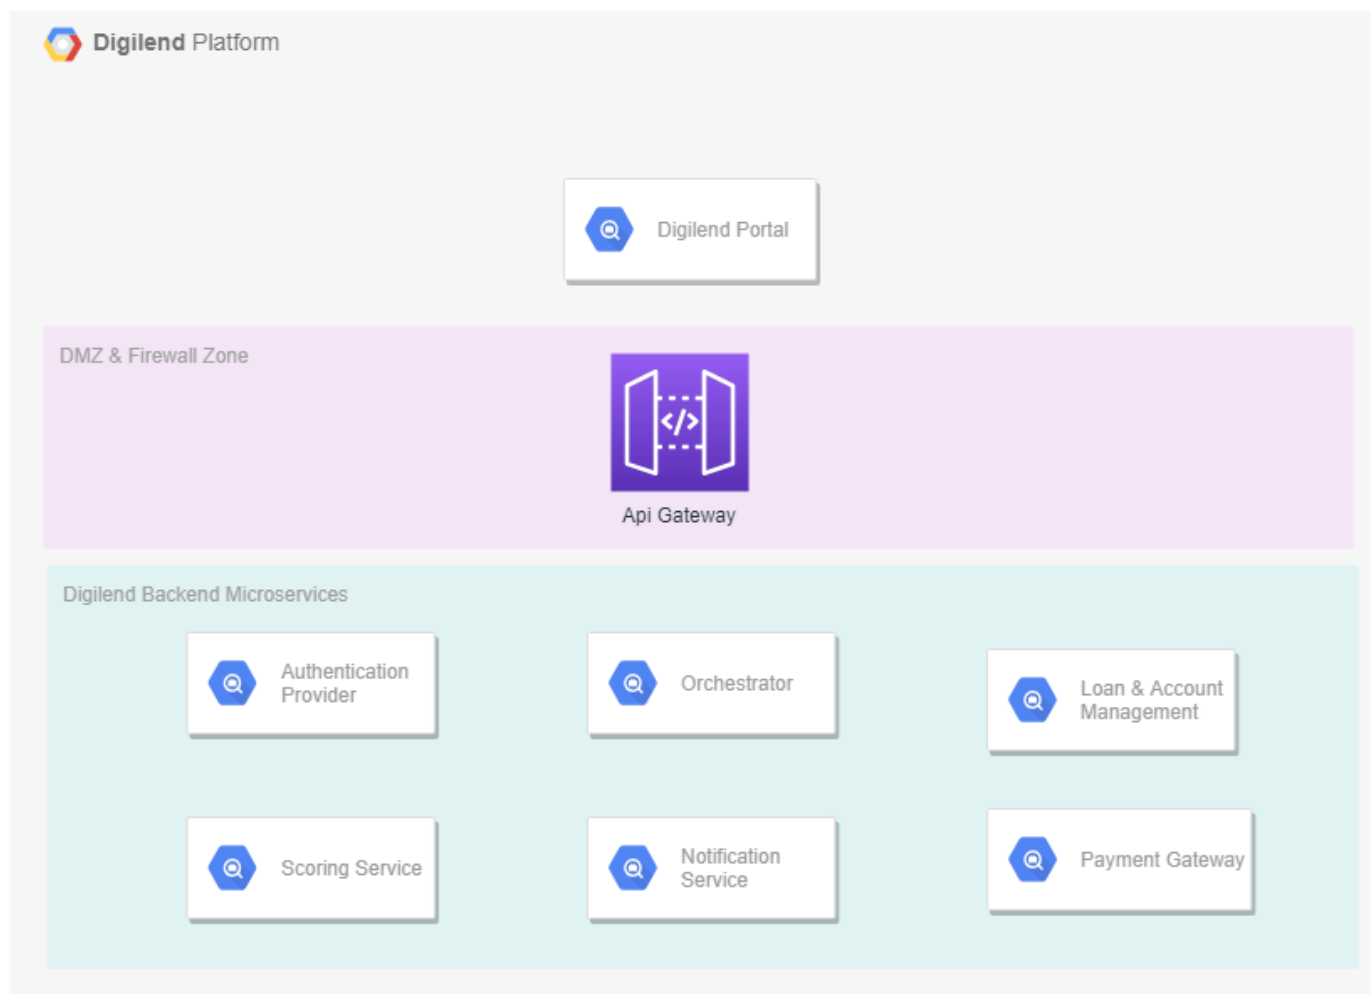 Digilend Platform
Digilend Portal
DMZ & Firewall Zone
</>
Api Gateway
Digilend Backend Microservices
Authentication
Provider
Orchestrator
Loan & Account
Management
Scoring Service
Notification
Service
Payment Gateway